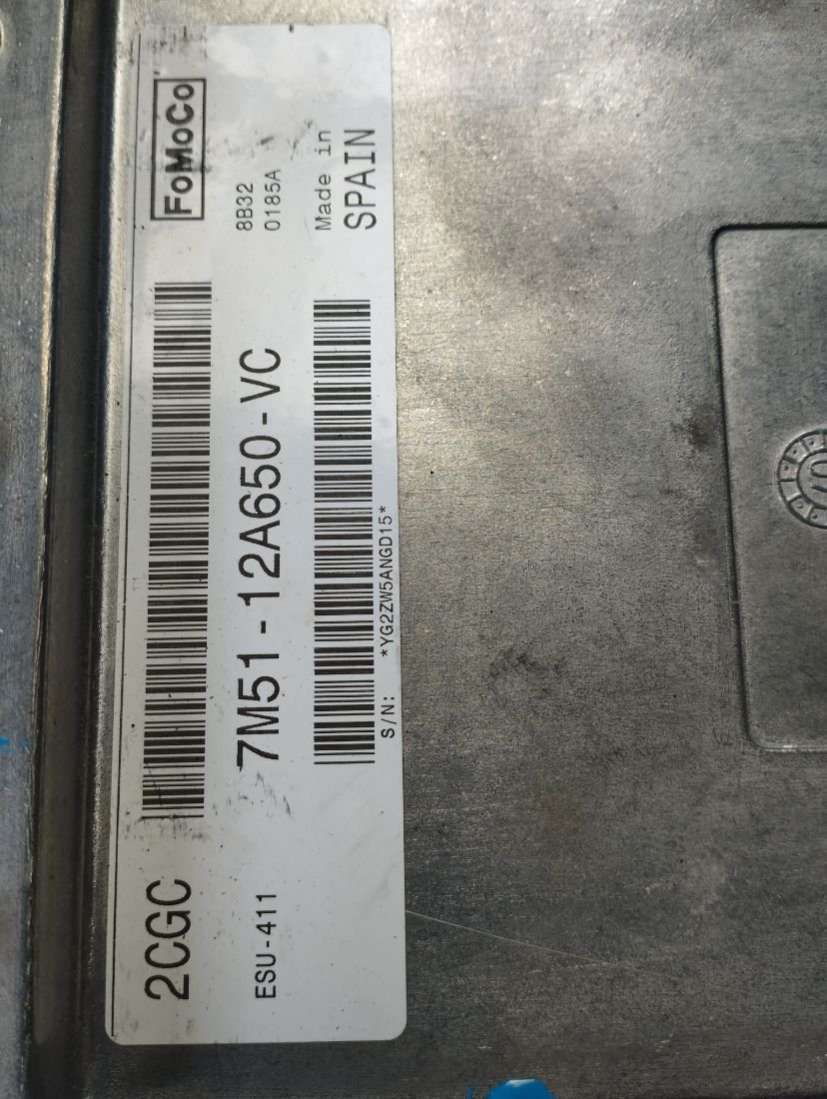 2CGC
FoMoCo
ESU-411
7M51-12A650-VC
8B32
0185A
Made in
SPAIN
S/N: *YG2ZW5ANGD15*